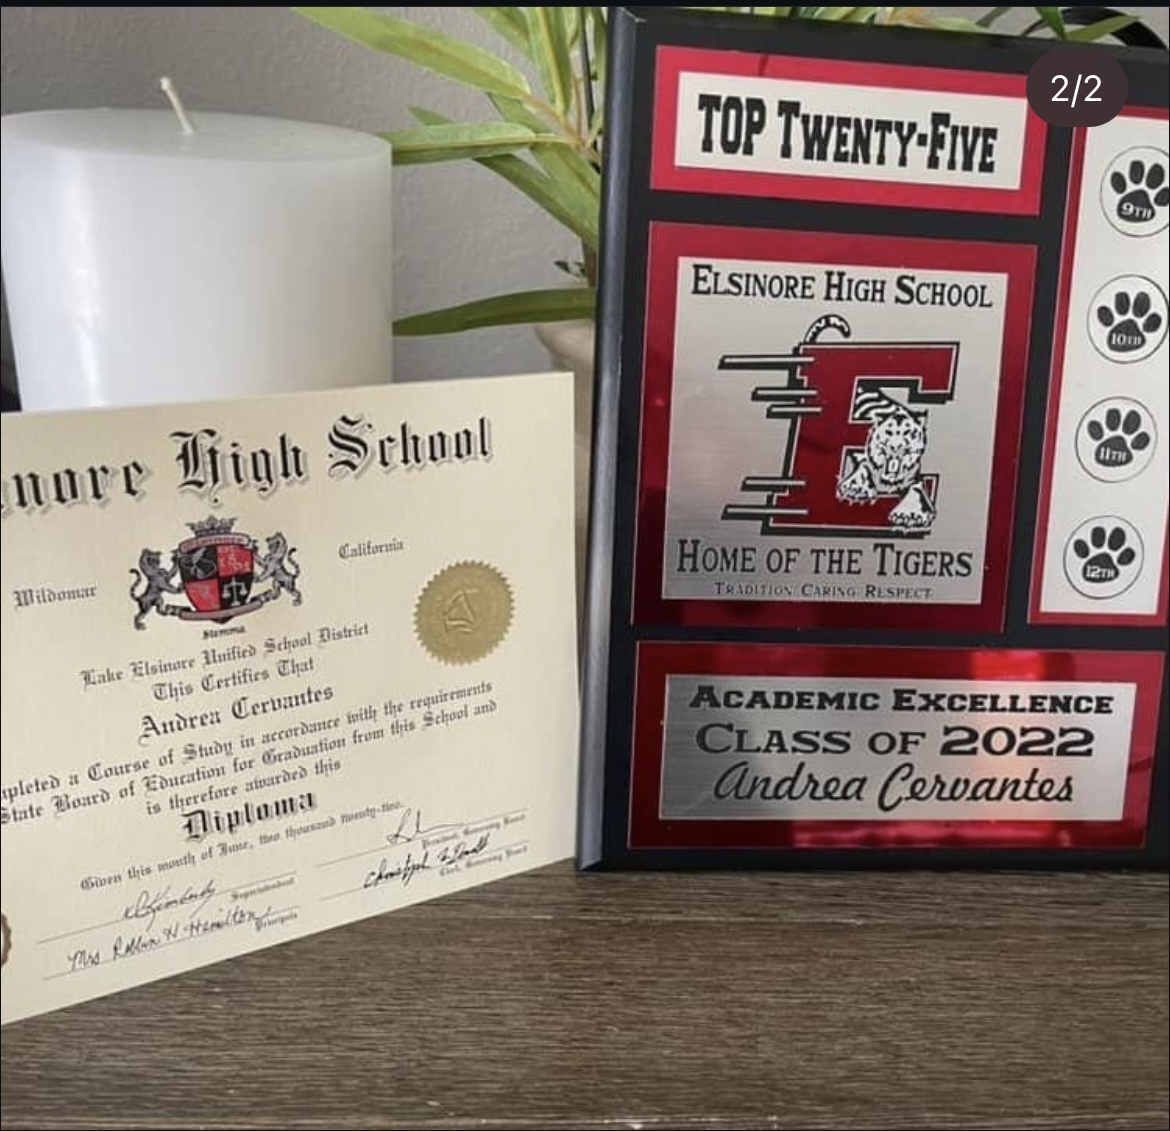 2/2
TOP TWENTY-FIVE
ELSINORE HIGH SCHOOL
E
HOME OF THE TIGERS
TRADITION CARING RESPECT
9TH
10TH
11TH
12TH
ACADEMIC EXCELLENCE
CLASS OF 2022
Andrea Cervantes
nore High School
Wildomar California
Stemma
Lake Elsinore Unified School District
This Certifies That
Andrea Cervantes
pleted a Course of Study in accordance with the requirements
State Board of Education for Graduation from this School and
is therefore awarded this
Diploma
Given this month of June, two thousand twenty-two.
President, Governing Board
Superintendent
Clerk, Governing Board
Mrs Robbin H. Hamilton
Principals